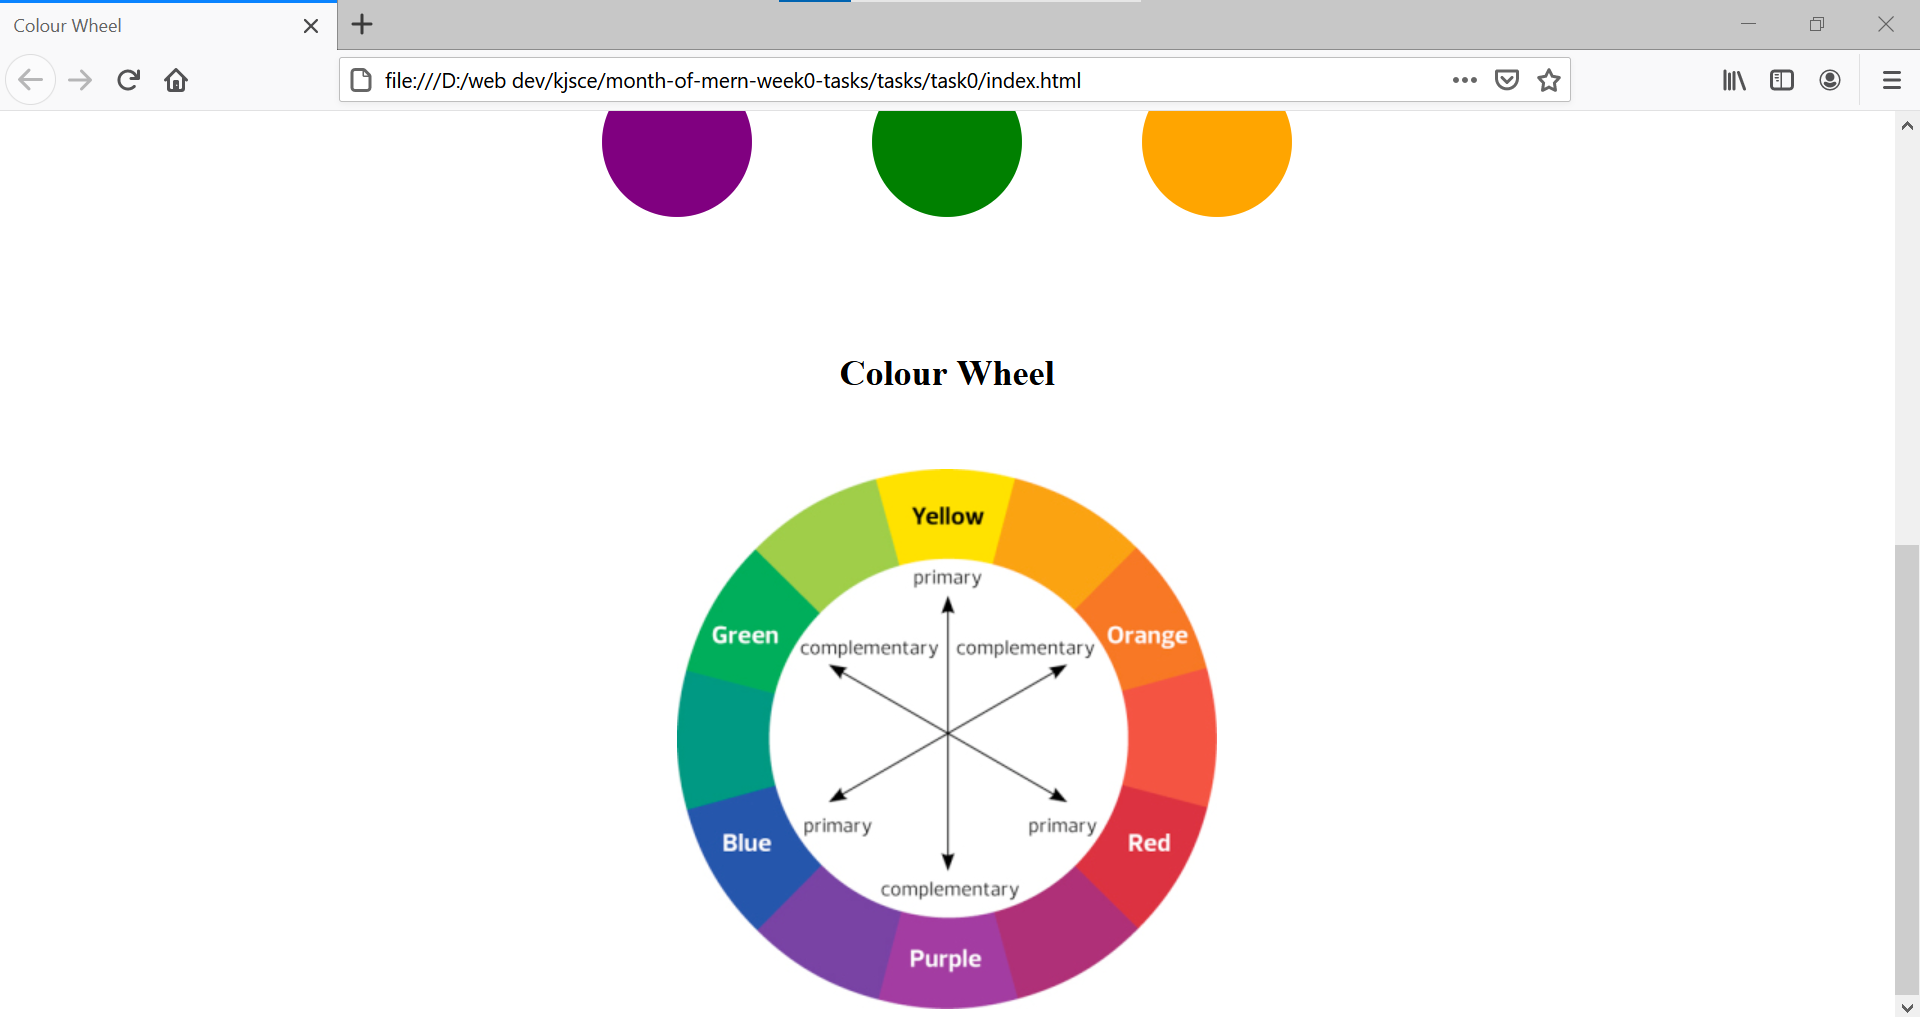 Colour Wheel
file:///D:/web dev/kjsce/month-of-mern-week0-tasks/tasks/task0/index.html
Colour Wheel
Yellow
primary
Green
Orange
complementary complementary
primary
primary
Blue
Red
complementary
Purple